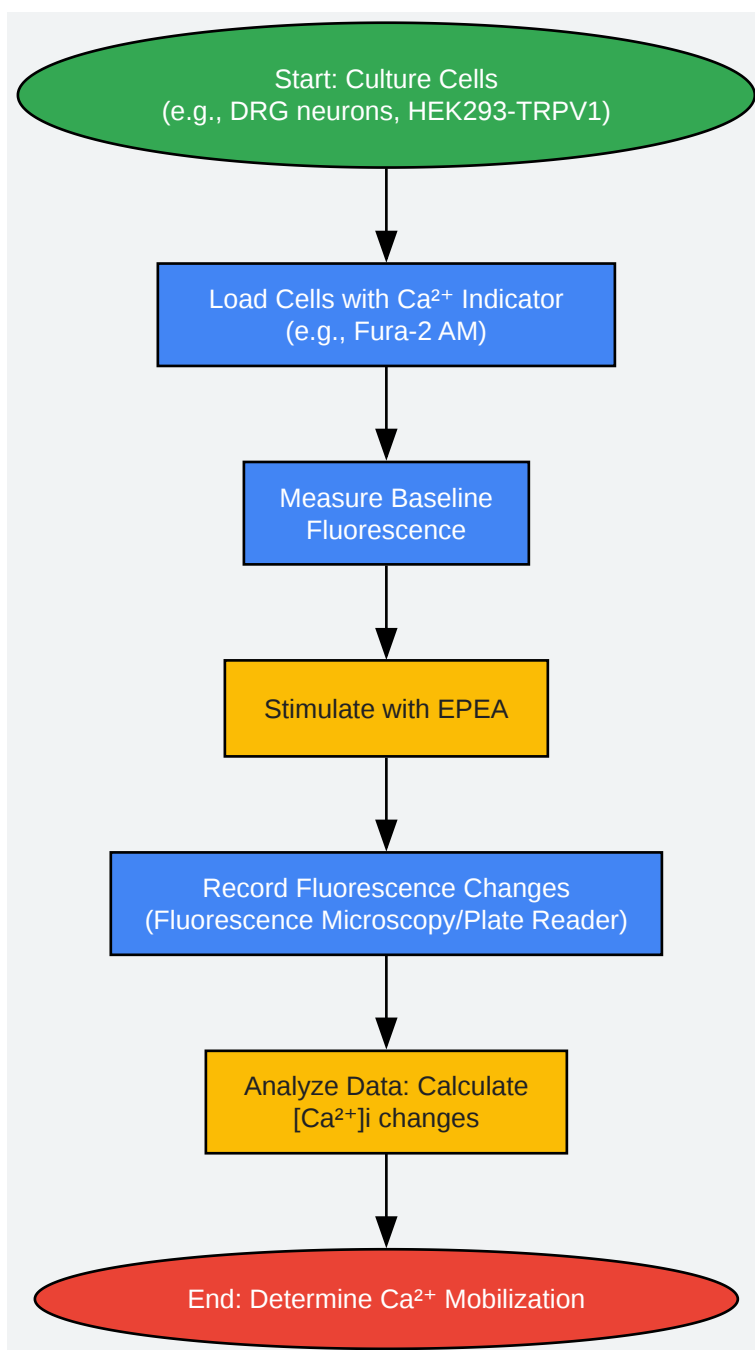 Start: Culture Cells
(e.g., DRG neurons, HEK293-TRPV1)
Load Cells with Ca²⁺ Indicator
(e.g., Fura-2 AM)
Measure Baseline
Fluorescence
Stimulate with EPEA
Record Fluorescence Changes
(Fluorescence Microscopy/Plate Reader)
Analyze Data: Calculate
[Ca²⁺]i changes
End: Determine Ca²⁺ Mobilization